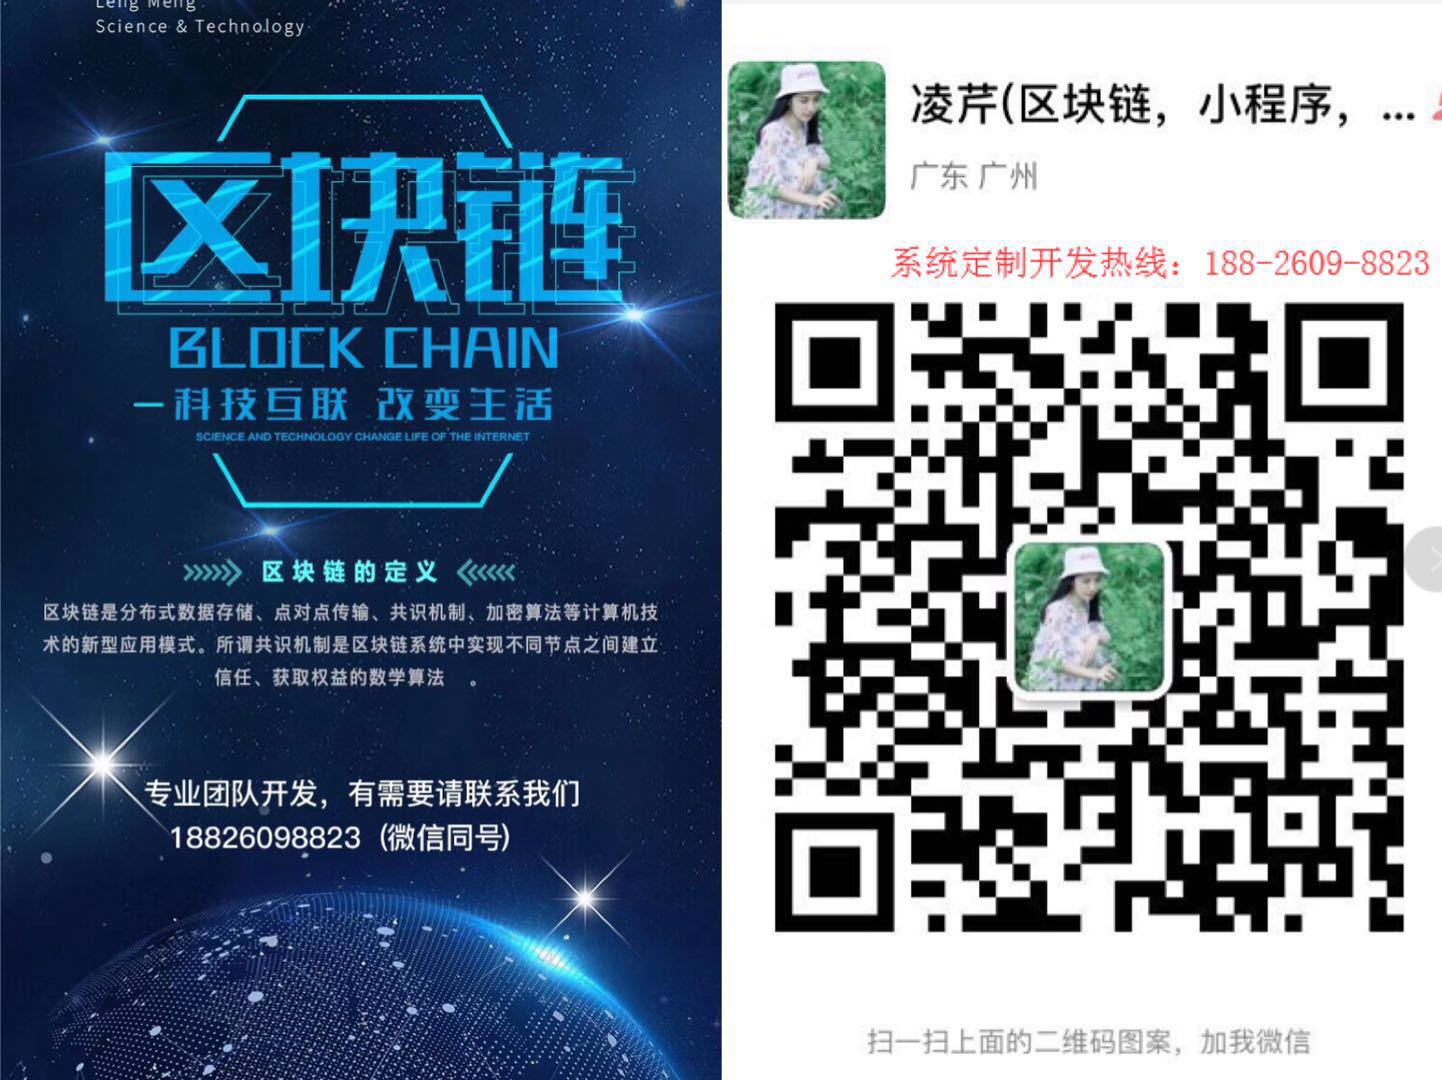 Leng Meng
Science & Technology
区块链
BLOCK CHAIN
一科技互联 改变生活
SCIENCE AND TECHNOLOGY CHANGE LIFE OF THE INTERNET
区块链的定义
区块链是分布式数据存储、点对点传输、共识机制、加密算法等计算机技
术的新型应用模式。所谓共识机制是区块链系统中实现不同节点之间建立
信任、获取权益的数学算法 。
专业团队开发，有需要请联系我们
18826098823（微信同号）
凌芹(区块链，小程序，...
广东 广州
系统定制开发热线：188-2609-8823
扫一扫上面的二维码图案，加我微信